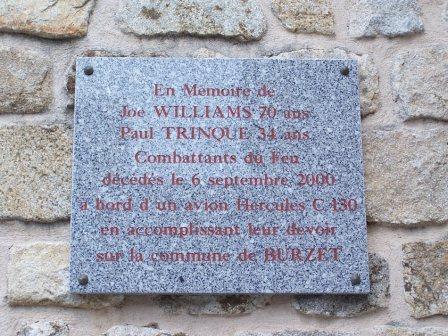 En Mémoire de
Joe WILLIAMS 70 ans
Paul TRINQUE 34 ans
Combattants du Feu
décédés le 6 septembre 2000
à bord d'un avion Hercules C-130
en accomplissant leur devoir
sur la commune de BURZET